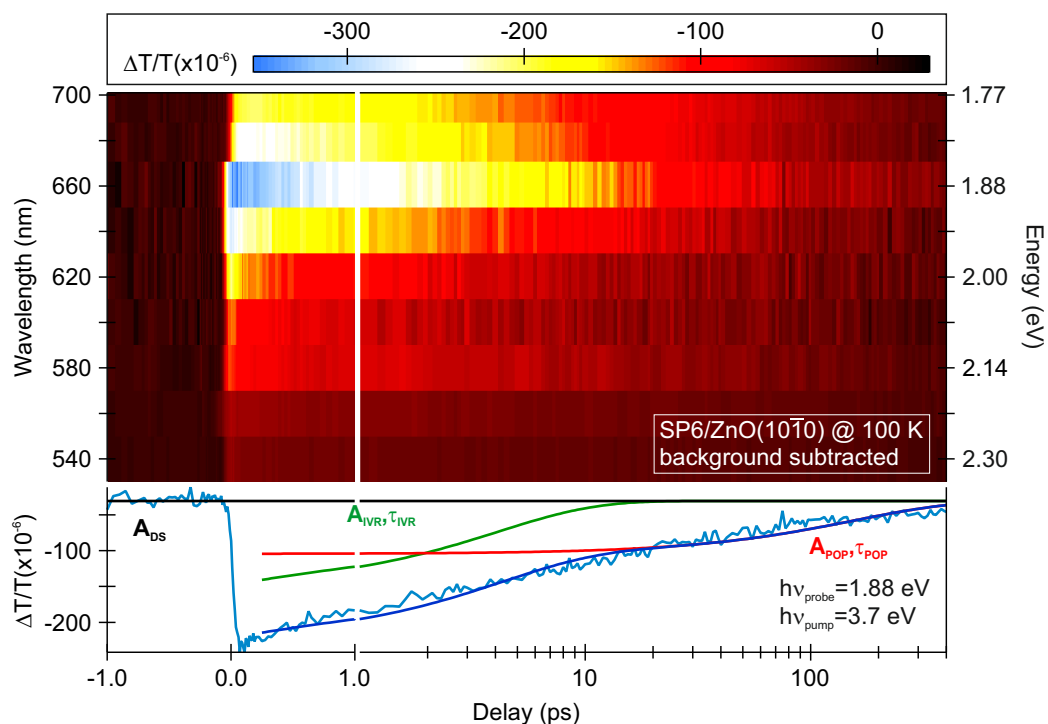 -300 -200 -100 0
ΔT/T(x10⁻⁶)
700 1.77
660 1.88
620 2.00
580 2.14
540 2.30
Wavelength (nm)
Energy (eV)
SP6/ZnO(101̅0) @ 100 K
background subtracted
ΔT/T(x10⁻⁶)
-100
-200
A_DS
A_IVR,τ_IVR
A_POP,τ_POP
hν_probe=1.88 eV
hν_pump=3.7 eV
-1.0 0.0 1.0 10 100
Delay (ps)